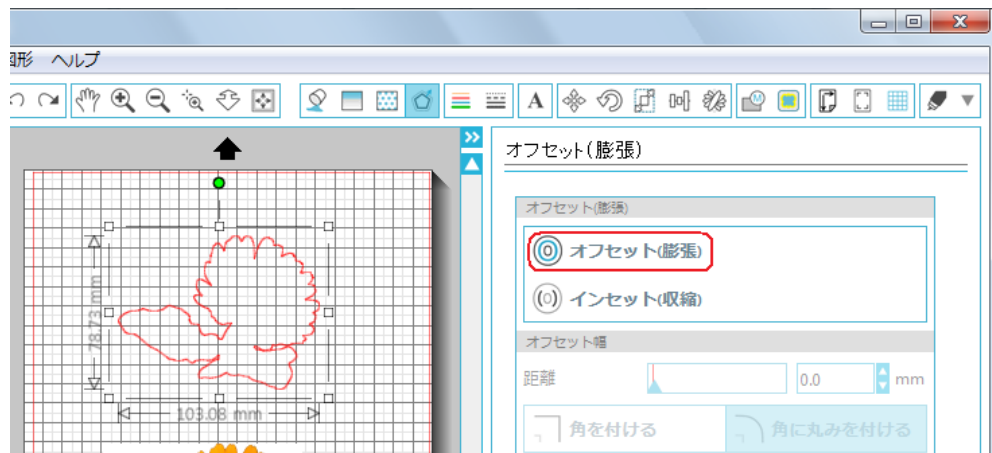 図形 ヘルプ
A
M
オフセット(膨張)
オフセット(膨張)
オフセット(膨張)
インセット(収縮)
オフセット幅
距離 0.0 mm
角を付ける 角に丸みを付ける
78.73 mm
103.08 mm